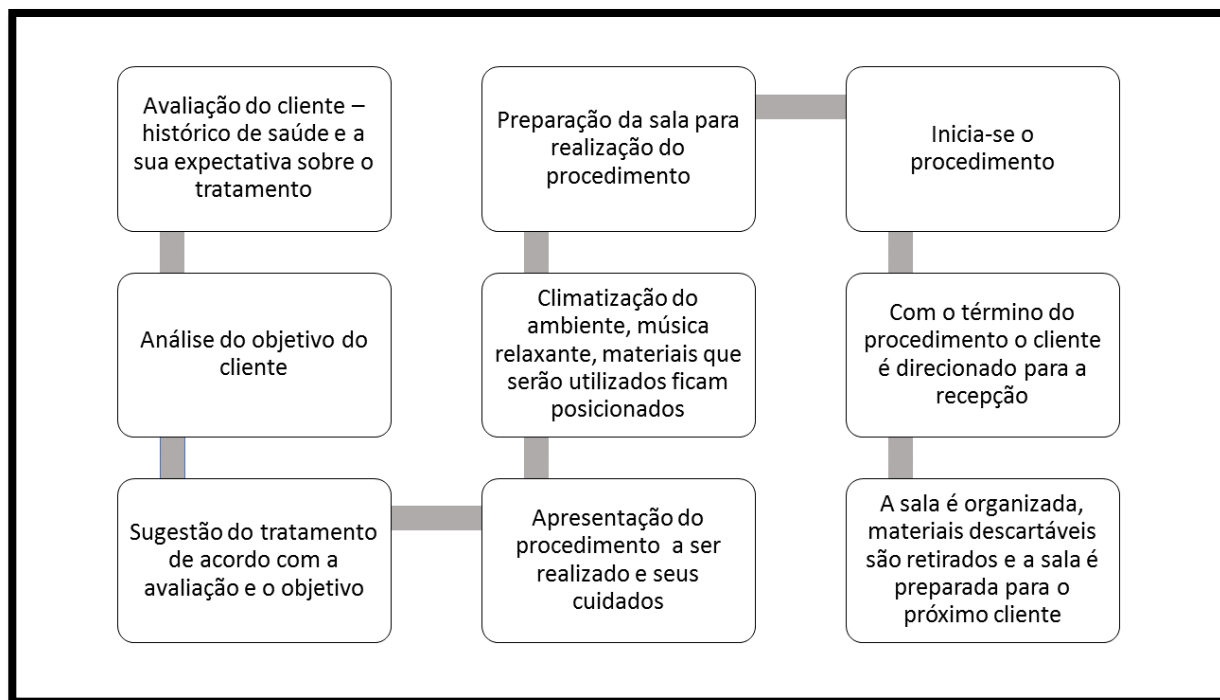 Avaliação do cliente –
histórico de saúde e a
sua expectativa sobre o
tratamento
Análise do objetivo do
cliente
Sugestão do tratamento
de acordo com a
avaliação e o objetivo
Apresentação do
procedimento  a ser
realizado e seus
cuidados
Climatização do
ambiente, música
relaxante, materiais que
serão utilizados ficam
posicionados
Preparação da sala para
realização do
procedimento
Inicia-se o
procedimento
Com o término do
procedimento o cliente
é direcionado para a
recepção
A sala é organizada,
materiais descartáveis
são retirados e a sala é
preparada para o
próximo cliente